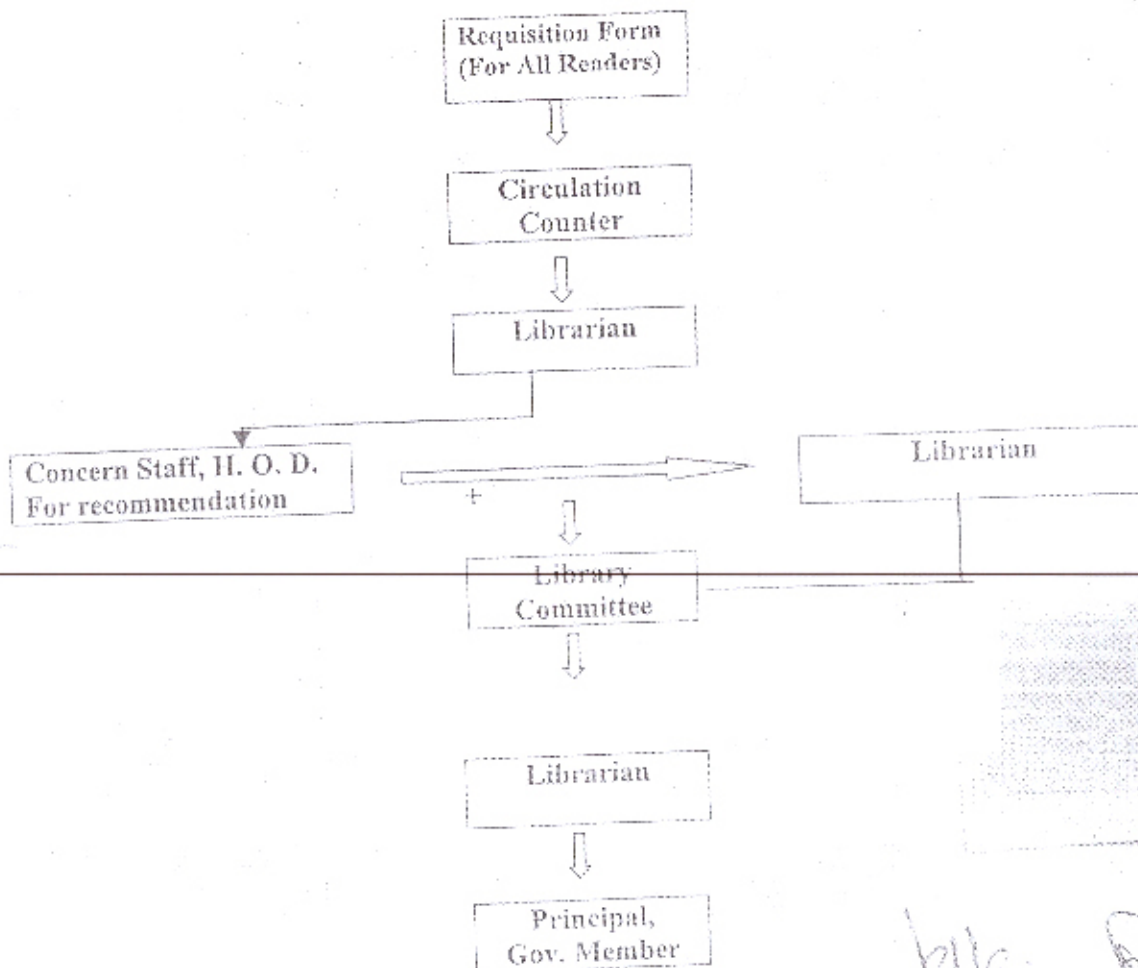 Requisition Form
(For All Readers)
Circulation
Counter
Librarian
Concern Staff, H. O. D.
For recommendation
Librarian
+
Library
Committee
Librarian
Principal,
Gov. Member